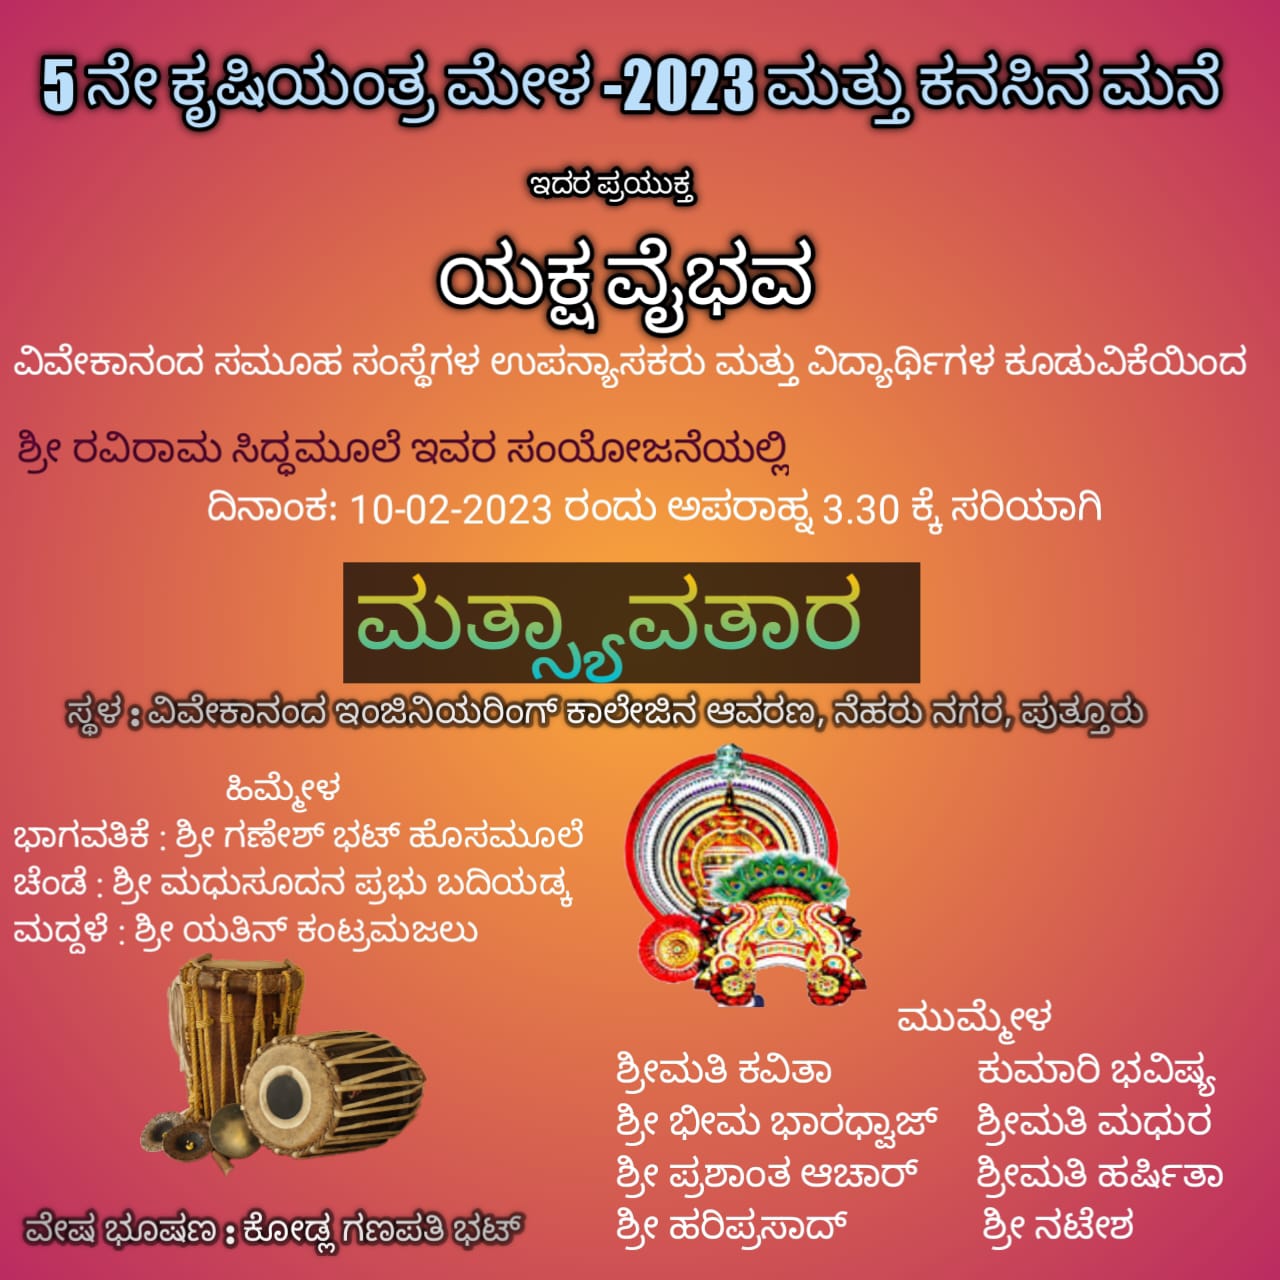 5 ನೇ ಕೃಷಿಯಂತ್ರ ಮೇಳ -2023 ಮತ್ತು ಕನಸಿನ ಮನೆ
ಇದರ ಪ್ರಯುಕ್ತ
ಯಕ್ಷವೈಭವ
ವಿವೇಕಾನಂದ ಸಮೂಹ ಸಂಸ್ಥೆಗಳ ಉಪನ್ಯಾಸಕರು ಮತ್ತು ವಿದ್ಯಾರ್ಥಿಗಳ ಕೂಡುವಿಕೆಯಿಂದ
ಶ್ರೀ ರವಿರಾಮ ಸಿದ್ಧಮೂಲೆ ಇವರ ಸಂಯೋಜನೆಯಲ್ಲಿ
ದಿನಾಂಕ: 10-02-2023 ರಂದು ಅಪರಾಹ್ನ 3.30 ಕ್ಕೆ ಸರಿಯಾಗಿ
ಮತ್ಸ್ಯಾವತಾರ
ಸ್ಥಳ : ವಿವೇಕಾನಂದ ಇಂಜಿನಿಯರಿಂಗ್ ಕಾಲೇಜಿನ ಆವರಣ, ನೆಹರು ನಗರ, ಪುತ್ತೂರು
ಹಿಮ್ಮೇಳ
ಭಾಗವತಿಕೆ : ಶ್ರೀ ಗಣೇಶ್ ಭಟ್ ಹೊಸಮೂಲೆ
ಚೆಂಡೆ : ಶ್ರೀ ಮಧುಸೂದನ ಪ್ರಭು ಬದಿಯಡ್ಕ
ಮದ್ದಳೆ : ಶ್ರೀ ಯತಿನ್ ಕಂಟ್ರಮಜಲು
ಮುಮ್ಮೇಳ
ಶ್ರೀಮತಿ ಕವಿತಾ ಕುಮಾರಿ ಭವಿಷ್ಯ
ಶ್ರೀ ಭೀಮ ಭಾರಧ್ವಾಜ್ ಶ್ರೀಮತಿ ಮಧುರ
ಶ್ರೀ ಪ್ರಶಾಂತ ಆಚಾರ್ ಶ್ರೀಮತಿ ಹರ್ಷಿತಾ
ಶ್ರೀ ಹರಿಪ್ರಸಾದ್ ಶ್ರೀ ನಟೇಶ
ವೇಷ ಭೂಷಣ : ಕೋಡ್ಲ ಗಣಪತಿ ಭಟ್